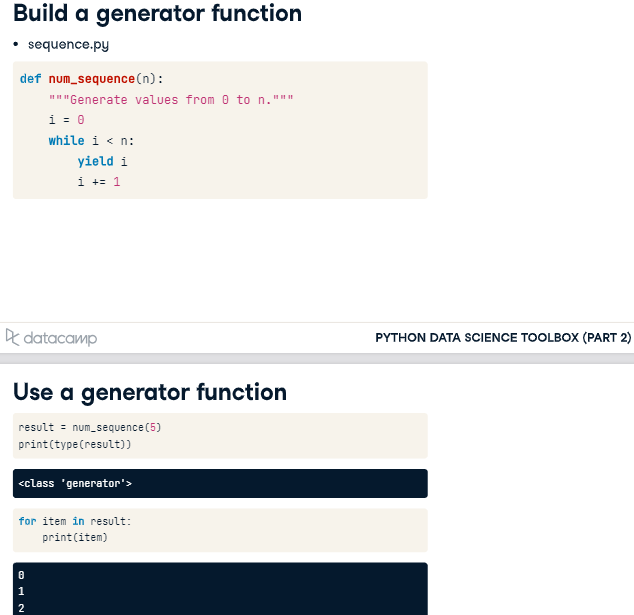 Build a generator function
• sequence.py
def num_sequence(n):
    """Generate values from 0 to n."""
    i = 0
    while i < n:
        yield i
        i += 1
datacamp
PYTHON DATA SCIENCE TOOLBOX (PART 2)
Use a generator function
result = num_sequence(5)
print(type(result))
<class 'generator'>
for item in result:
    print(item)
0
1
2